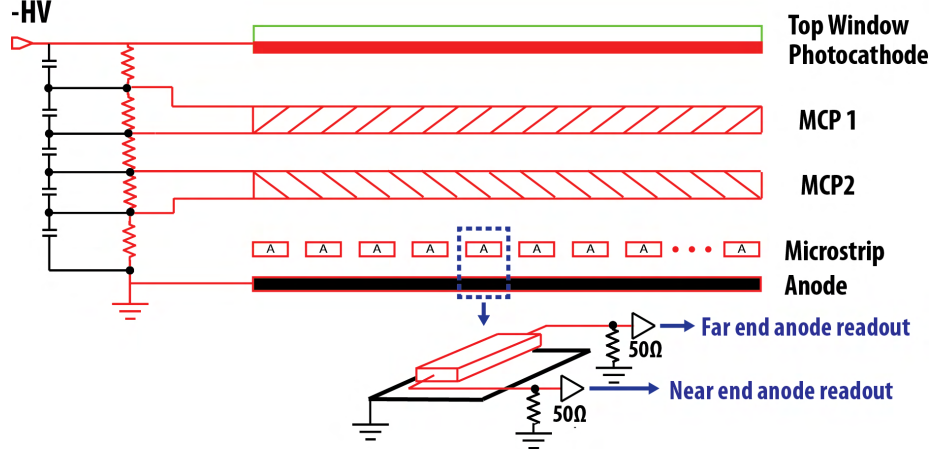 -HV
Top Window
Photocathode
MCP 1
MCP2
A A A A A A A A A
Microstrip
Anode
50Ω
Far end anode readout
50Ω
Near end anode readout